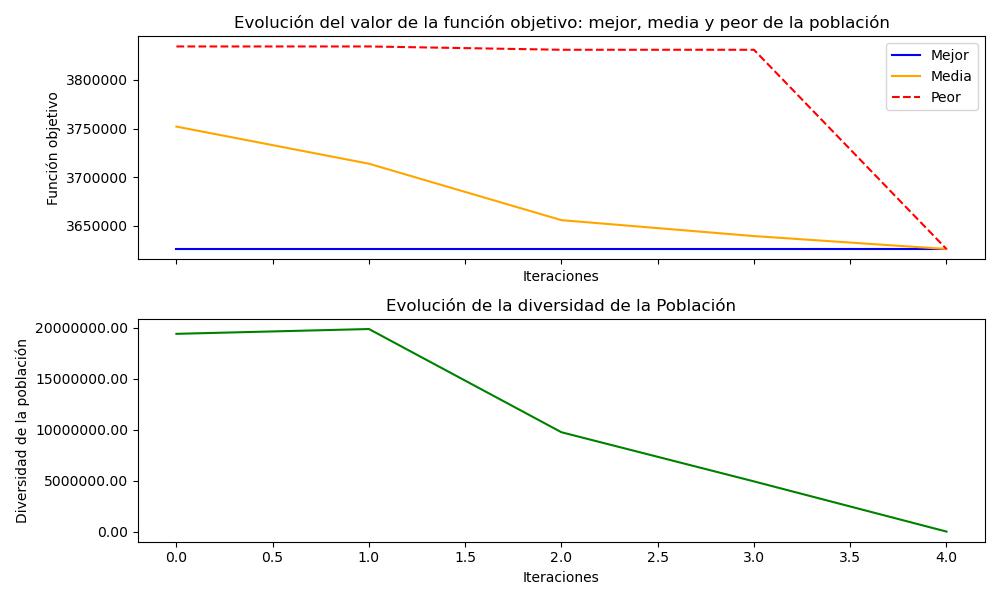 Evolución del valor de la función objetivo: mejor, media y peor de la población
Función objetivo
3800000
3750000
3700000
3650000
Mejor
Media
Peor
Iteraciones
Evolución de la diversidad de la Población
Diversidad de la población
20000000.00
15000000.00
10000000.00
5000000.00
0.00
0.0 0.5 1.0 1.5 2.0 2.5 3.0 3.5 4.0
Iteraciones